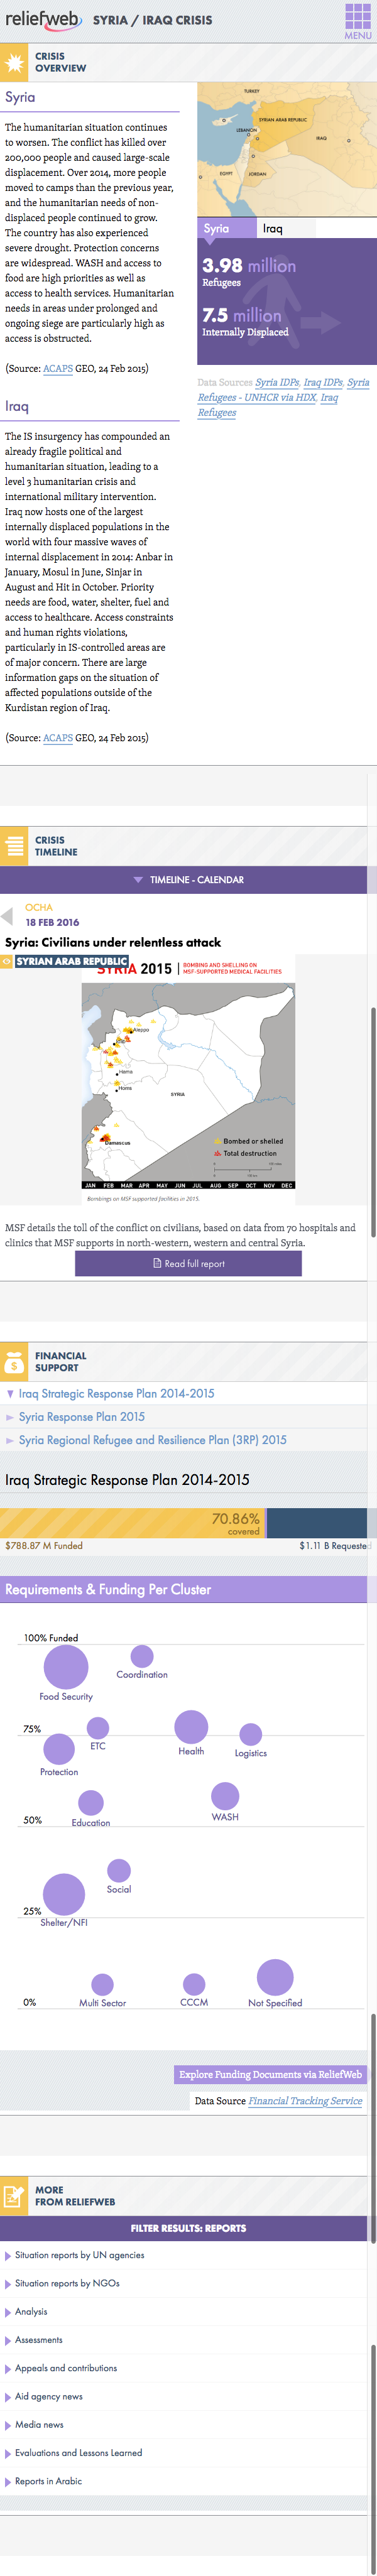 reliefweb SYRIA / IRAQ CRISIS
MENU
CRISIS
OVERVIEW
Syria
The humanitarian situation continues
to worsen. The conflict has killed over
200,000 people and caused large-scale
displacement. Over 2014, more people
moved to camps than the previous year,
and the humanitarian needs of non-
displaced people continued to grow.
The country has also experienced
severe drought. Protection concerns
are widespread. WASH and access to
food are high priorities as well as
access to health services. Humanitarian
needs in areas under prolonged and
ongoing siege are particularly high as
access is obstructed.
(Source: ACAPS GEO, 24 Feb 2015)
Iraq
The IS insurgency has compounded an
already fragile political and
humanitarian situation, leading to a
level 3 humanitarian crisis and
international military intervention.
Iraq now hosts one of the largest
internally displaced populations in the
world with four massive waves of
internal displacement in 2014: Anbar in
January, Mosul in June, Sinjar in
August and Hit in October. Priority
needs are food, water, shelter, fuel and
access to healthcare. Access constraints
and human rights violations,
particularly in IS-controlled areas are
of major concern. There are large
information gaps on the situation of
affected populations outside of the
Kurdistan region of Iraq.
(Source: ACAPS GEO, 24 Feb 2015)
TURKEY
SYRIAN ARAB REPUBLIC
LEBANON
IRAQ
EGYPT
JORDAN
Syria
Iraq
3.98 million
Refugees
7.5 million
Internally Displaced
Data Sources Syria IDPs, Iraq IDPs, Syria
Refugees - UNHCR via HDX, Iraq
Refugees
CRISIS
TIMELINE
TIMELINE - CALENDAR
OCHA
18 FEB 2016
Syria: Civilians under relentless attack
SYRIAN ARAB REPUBLIC
SYRIA 2015
BOMBING AND SHELLING ON
MSF-SUPPORTED MEDICAL FACILITIES
Aleppo
Hama
Homs
SYRIA
Damascus
Bombed or shelled
Total destruction
JAN FEB MAR APR MAY JUN JUL AUG SEP OCT NOV DEC
Bombings on MSF supported facilities in 2015.
MSF details the toll of the conflict on civilians, based on data from 70 hospitals and
clinics that MSF supports in north-western, western and central Syria.
Read full report
FINANCIAL
SUPPORT
Iraq Strategic Response Plan 2014-2015
Syria Response Plan 2015
Syria Regional Refugee and Resilience Plan (3RP) 2015
Iraq Strategic Response Plan 2014-2015
70.86%
covered
$788.87 M Funded
$1.11 B Requested
Requirements & Funding Per Cluster
100% Funded
Coordination
Food Security
75%
ETC
Health
Logistics
Protection
50%
Education
WASH
Social
25%
Shelter/NFI
0%
Multi Sector
CCCM
Not Specified
Explore Funding Documents via ReliefWeb
Data Source Financial Tracking Service
MORE
FROM RELIEFWEB
FILTER RESULTS: REPORTS
Situation reports by UN agencies
Situation reports by NGOs
Analysis
Assessments
Appeals and contributions
Aid agency news
Media news
Evaluations and Lessons Learned
Reports in Arabic